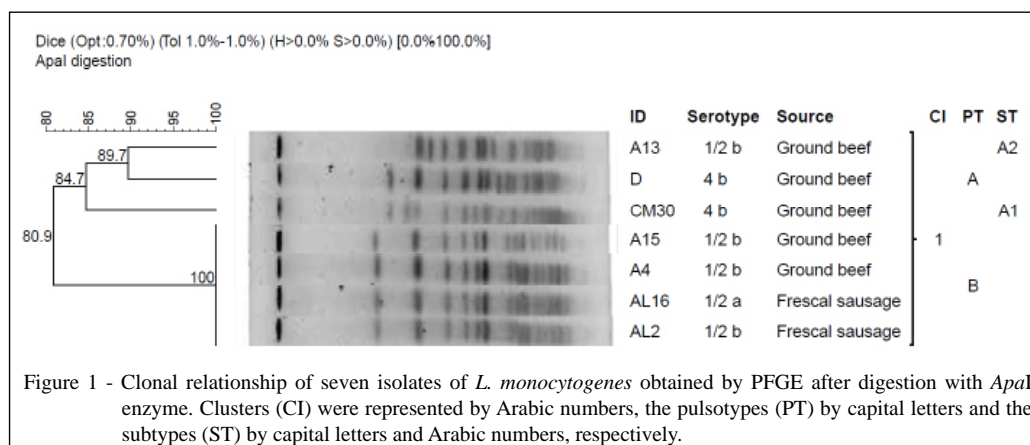 Dice (Opt:0.70%) (Tol 1.0%-1.0%) (H>0.0% S>0.0%) [0.0%-100.0%]
ApaI digestion
80 85 90 95 100
ID Serotype Source CI PT ST
A13 1/2 b Ground beef A2
89.7
D 4 b Ground beef A
84.7
CM30 4 b Ground beef A1
80.9
A15 1/2 b Ground beef 1
A4 1/2 b Ground beef
100
B
AL16 1/2 a Frescal sausage
AL2 1/2 b Frescal sausage
Figure 1 - Clonal relationship of seven isolates of L. monocytogenes obtained by PFGE after digestion with ApaI
enzyme. Clusters (CI) were represented by Arabic numbers, the pulsotypes (PT) by capital letters and the
subtypes (ST) by capital letters and Arabic numbers, respectively.